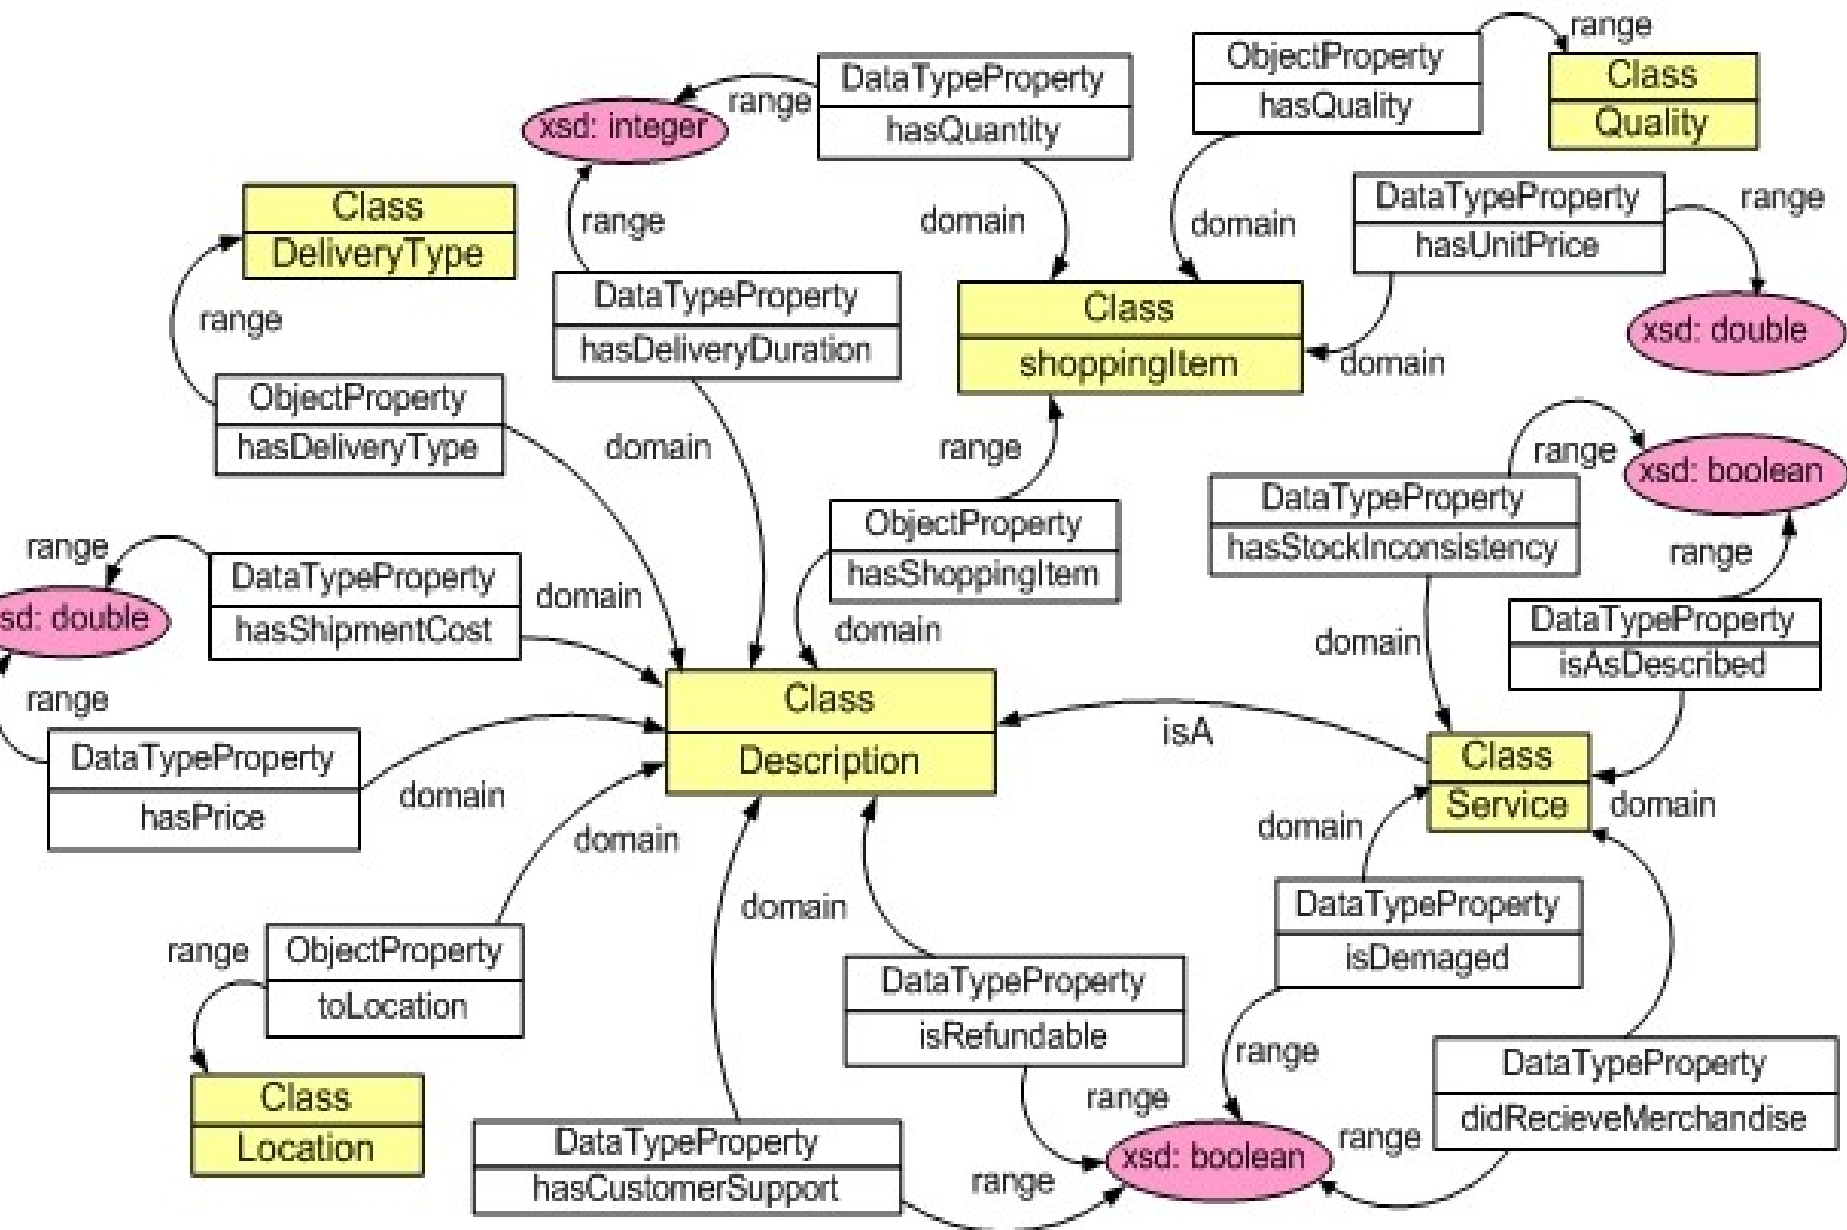 ObjectProperty
hasQuality
range
Class
Quality
DataTypeProperty
hasQuantity
range
xsd: integer
domain
domain
DataTypeProperty
hasUnitPrice
range
xsd: double
domain
Class
DeliveryType
range
range
DataTypeProperty
hasDeliveryDuration
Class
shoppingItem
ObjectProperty
hasDeliveryType
domain
range
range
xsd: boolean
DataTypeProperty
hasStockInconsistency
range
ObjectProperty
hasShoppingItem
domain
range
sd: double
DataTypeProperty
hasShipmentCost
domain
domain
DataTypeProperty
isAsDescribed
range
DataTypeProperty
hasPrice
domain
Class
Description
isA
Class
Service
domain
domain
domain
ObjectProperty
toLocation
range
Class
Location
domain
DataTypeProperty
isRefundable
range
DataTypeProperty
isDemaged
range
DataTypeProperty
didRecieveMerchandise
range
DataTypeProperty
hasCustomerSupport
range
xsd: boolean